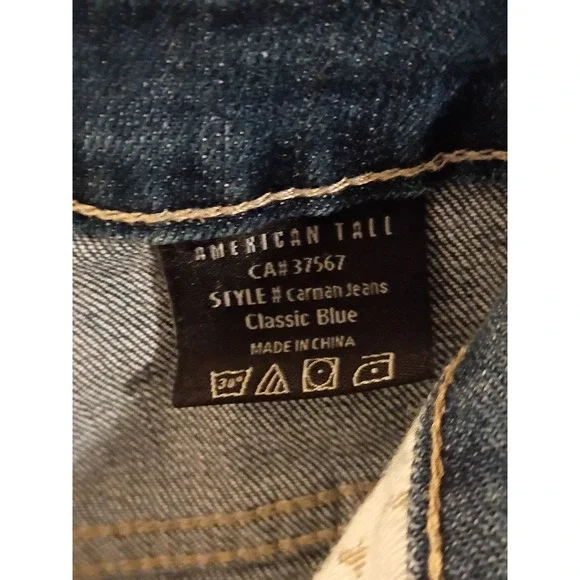 AMERICAN TALL
CA# 37567
STYLE # Carman Jeans
Classic Blue
MADE IN CHINA
30°